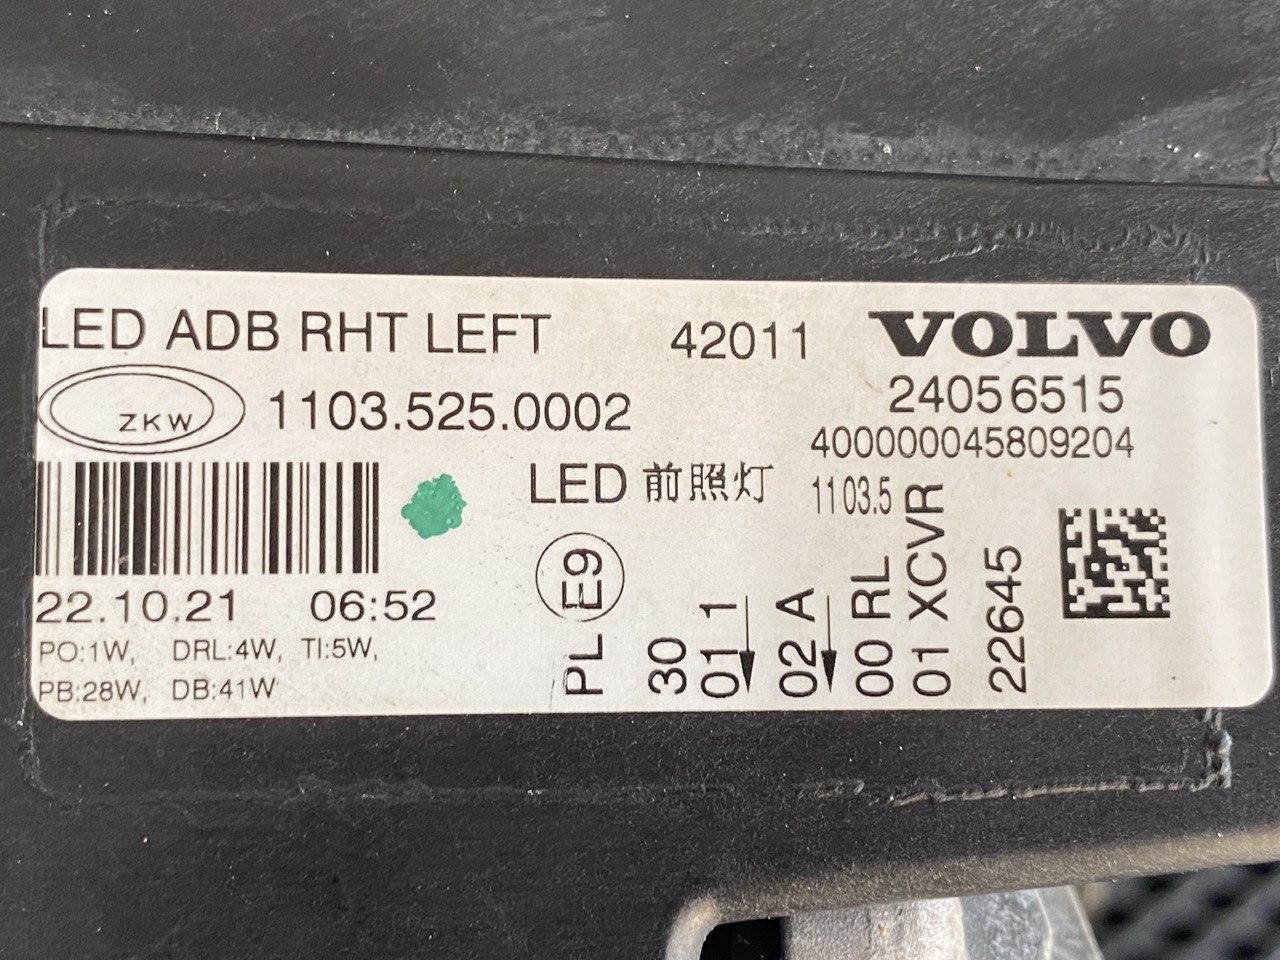 LED ADB RHT LEFT 42011 VOLVO
ZKW 1103.525.0002 24056515
400000045809204
LED 前照灯 1103.5
22.10.21 06:52
PO:1W, DRL:4W, TI:5W,
PB:28W, DB:41W
PL E9
30
01 1
02 A
00 RL
01 XCVR
22645